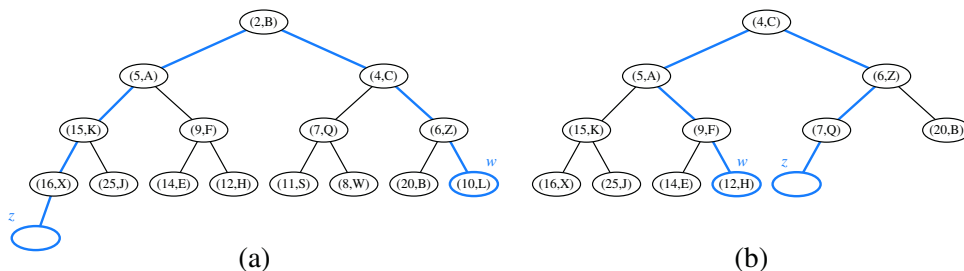 (2,B)
(5,A)
(4,C)
(15,K)
(9,F)
(7,Q)
(6,Z)
w
(16,X)
(25,J)
(14,E)
(12,H)
(11,S)
(8,W)
(20,B)
(10,L)
z
(a)
(4,C)
(5,A)
(6,Z)
(15,K)
(9,F)
(7,Q)
(20,B)
w
z
(16,X)
(25,J)
(14,E)
(12,H)
(b)